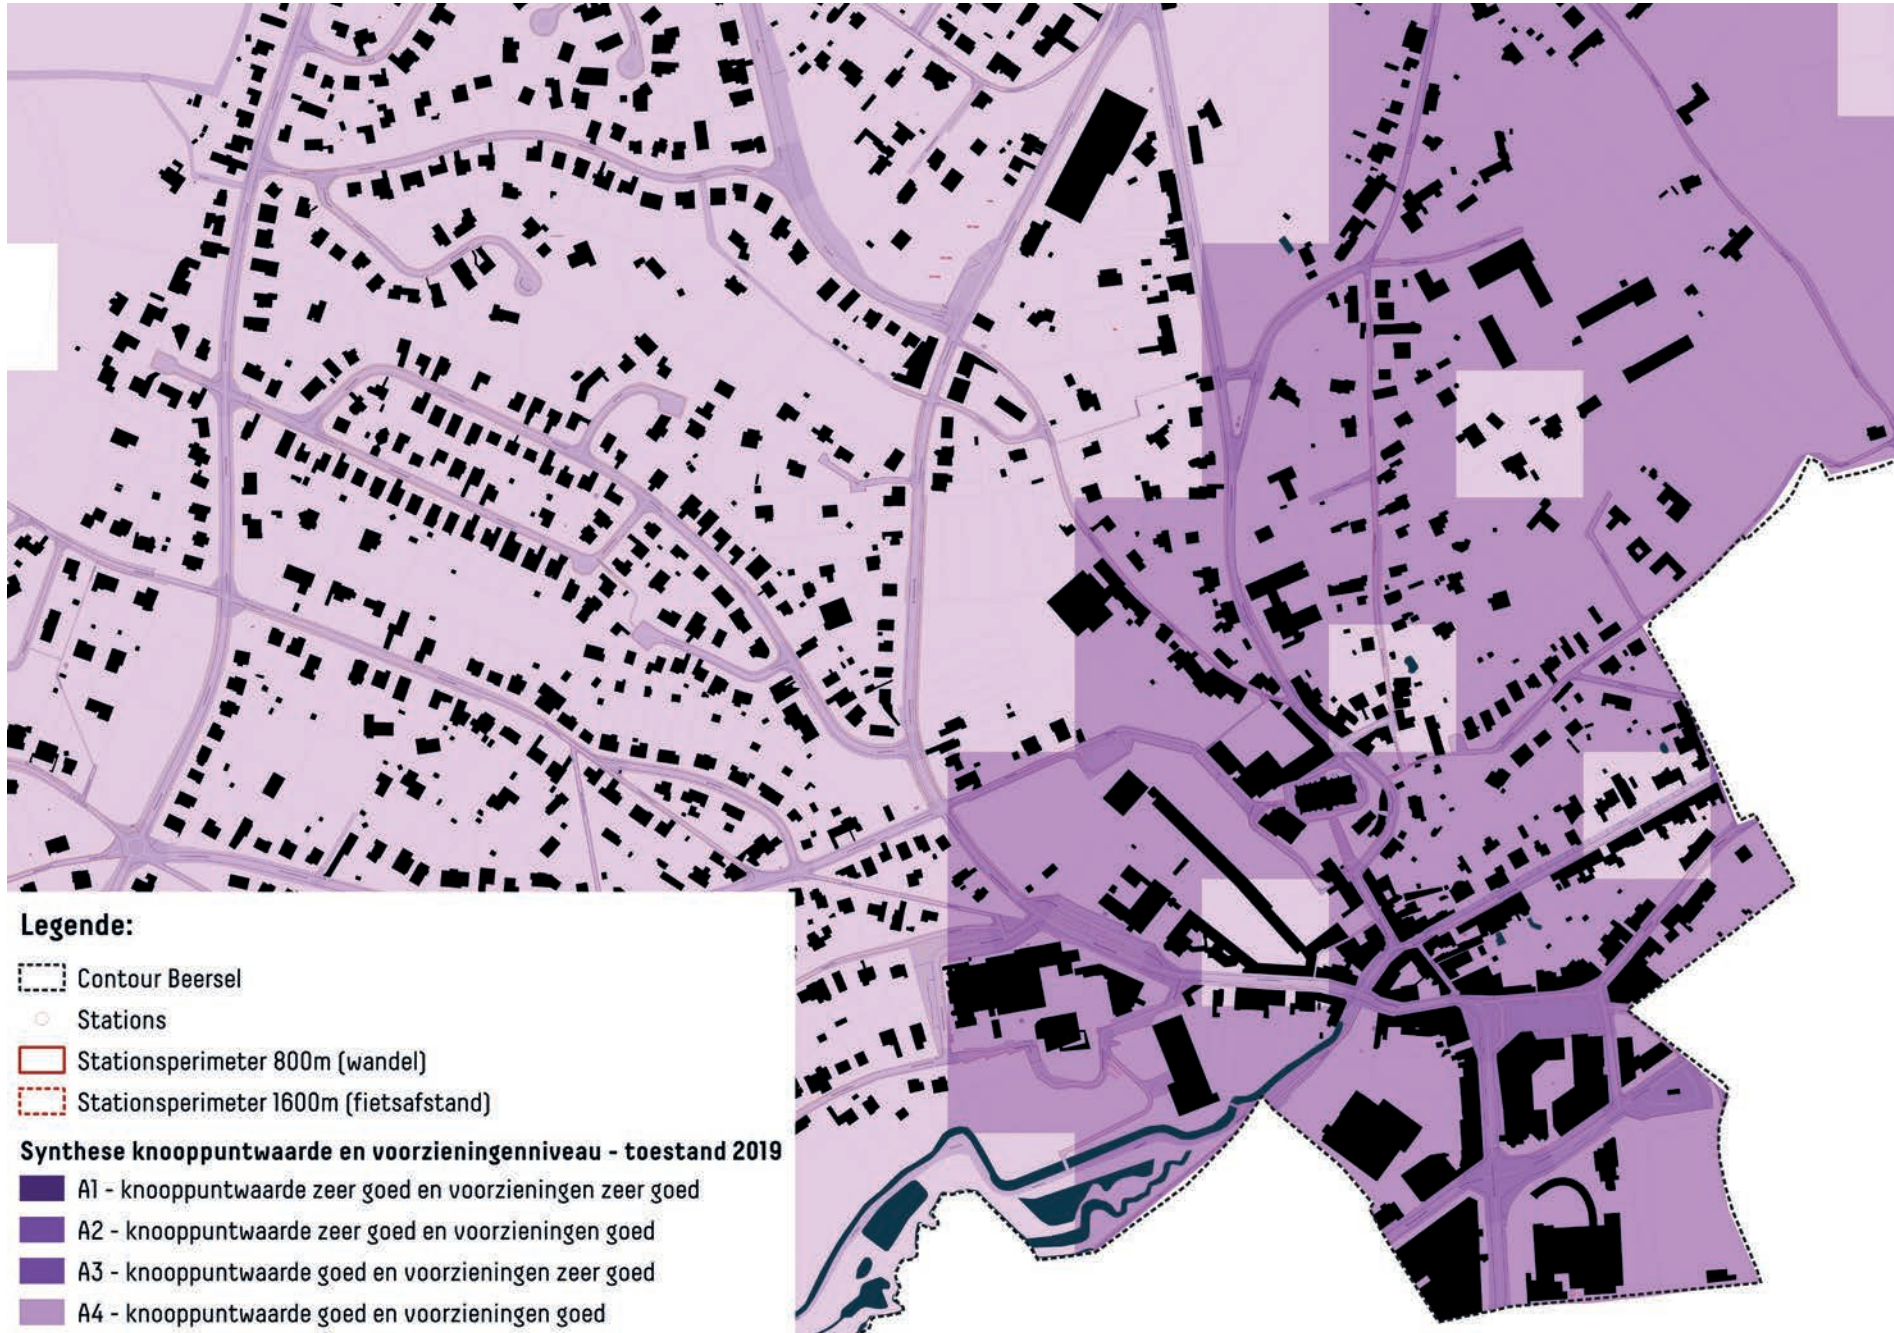 Legende:
Contour Beersel
Stations
Stationsperimeter 800m (wandel)
Stationsperimeter 1600m (fietsafstand)
Synthese knooppuntwaarde en voorzieningenniveau - toestand 2019
A1 - knooppuntwaarde zeer goed en voorzieningen zeer goed
A2 - knooppuntwaarde zeer goed en voorzieningen goed
A3 - knooppuntwaarde goed en voorzieningen zeer goed
A4 - knooppuntwaarde goed en voorzieningen goed